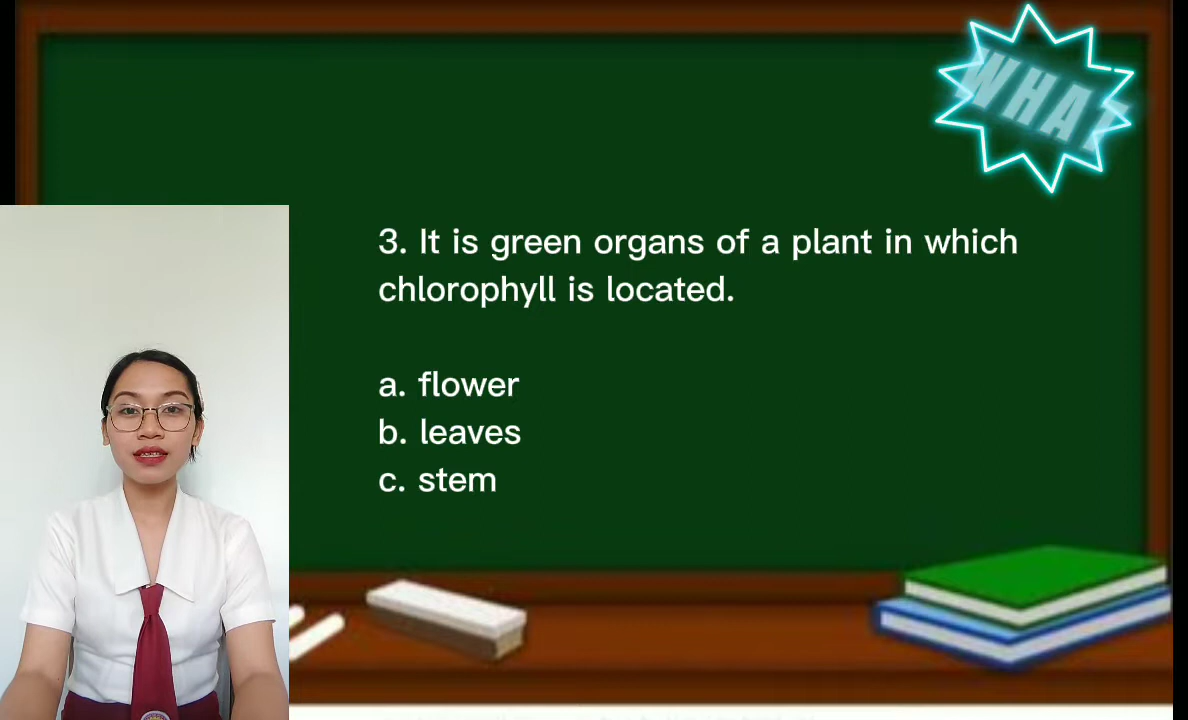 WHAT
3. It is green organs of a plant in which
chlorophyll is located.
a. flower
b. leaves
c. stem